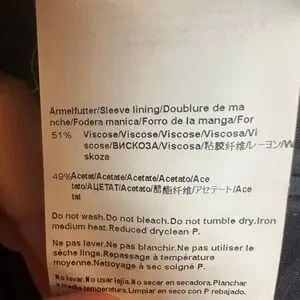 Ärmelfutter/Sleeve lining/Doublure de ma
nche/Fodera manica/Forro de la manga/For
51% Viscose/Viscose/Viscose/Viscosa/Vi
scose/ВИСКОЗА/Viscosa/粘膜纤维/レーヨン/W
skoza
49%Acetat/Acetate/Acetate/Acetato/Ace
tato/АЦЕТАТ/Acetato/醋酯纤维/アセテート/Ace
tat
Do not wash.Do not bleach.Do not tumble dry.Iron
medium heat.Reduced dryclean P.
Ne pas laver.Ne pas blanchir.Ne pas utiliser le
sèche linge.Repassage à température
moyenne.Nettoyage à sec soigné P.
No.lavar.No usar lejía.No secar en secadora.Planchar
a media temperatura.Limpiar en seco con P.rebajado.